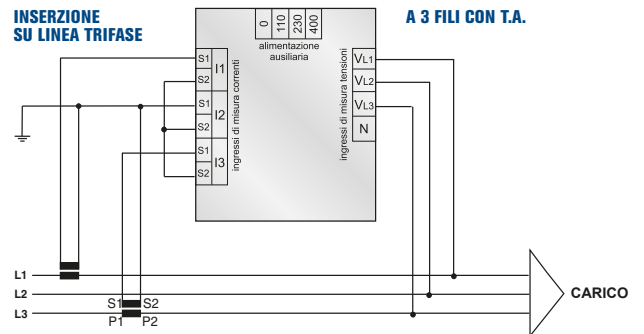 INSERZIONE
SU LINEA TRIFASE
A 3 FILI CON T.A.
0
110
230
400
alimentazione
ausiliaria
S1
S2
I1
S1
S2
I2
S1
S2
I3
ingressi di misura correnti
ingressi di misura tensioni
VL1
VL2
VL3
N
L1
L2
L3
S1
S2
P1
P2
CARICO